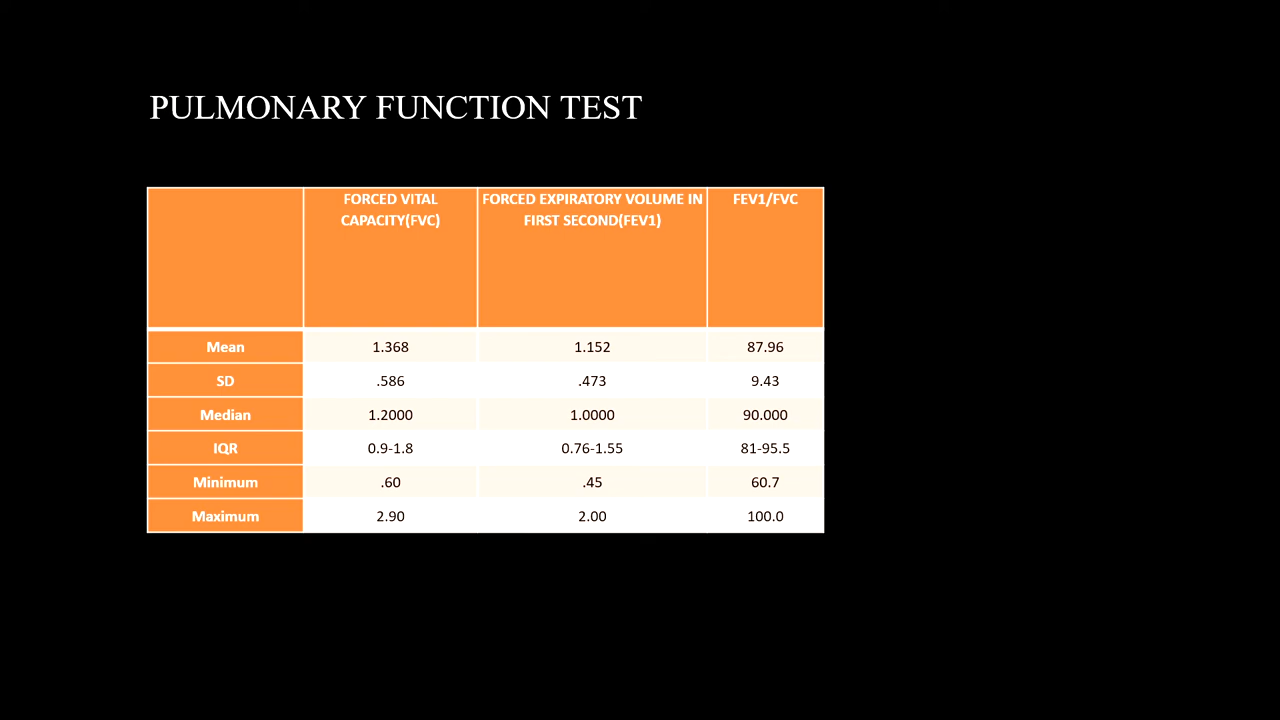 PULMONARY FUNCTION TEST
FORCED VITAL CAPACITY(FVC) FORCED EXPIRATORY VOLUME IN FIRST SECOND(FEV1) FEV1/FVC
Mean 1.368 1.152 87.96
SD .586 .473 9.43
Median 1.2000 1.0000 90.000
IQR 0.9-1.8 0.76-1.55 81-95.5
Minimum .60 .45 60.7
Maximum 2.90 2.00 100.0